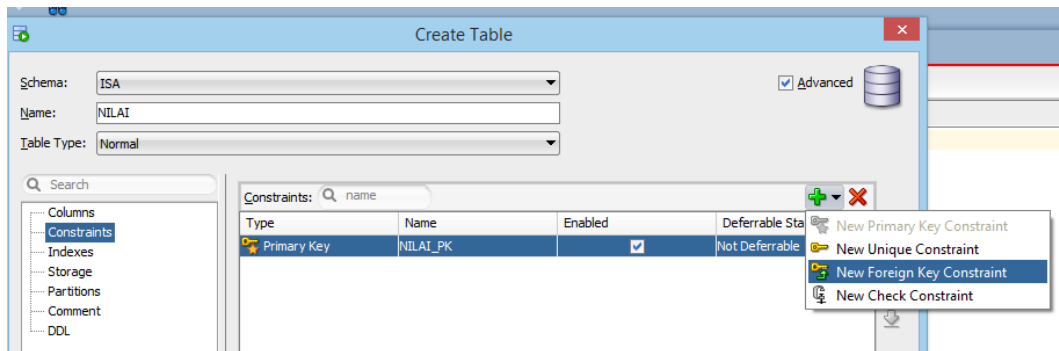 Create Table
Schema: ISA Advanced
Name: NILAI
Table Type: Normal
Search
Columns
Constraints
Indexes
Storage
Partitions
Comment
DDL
Constraints: name
Type Name Enabled Deferrable Sta
Primary Key NILAI_PK Not Deferrable
New Primary Key Constraint
New Unique Constraint
New Foreign Key Constraint
New Check Constraint